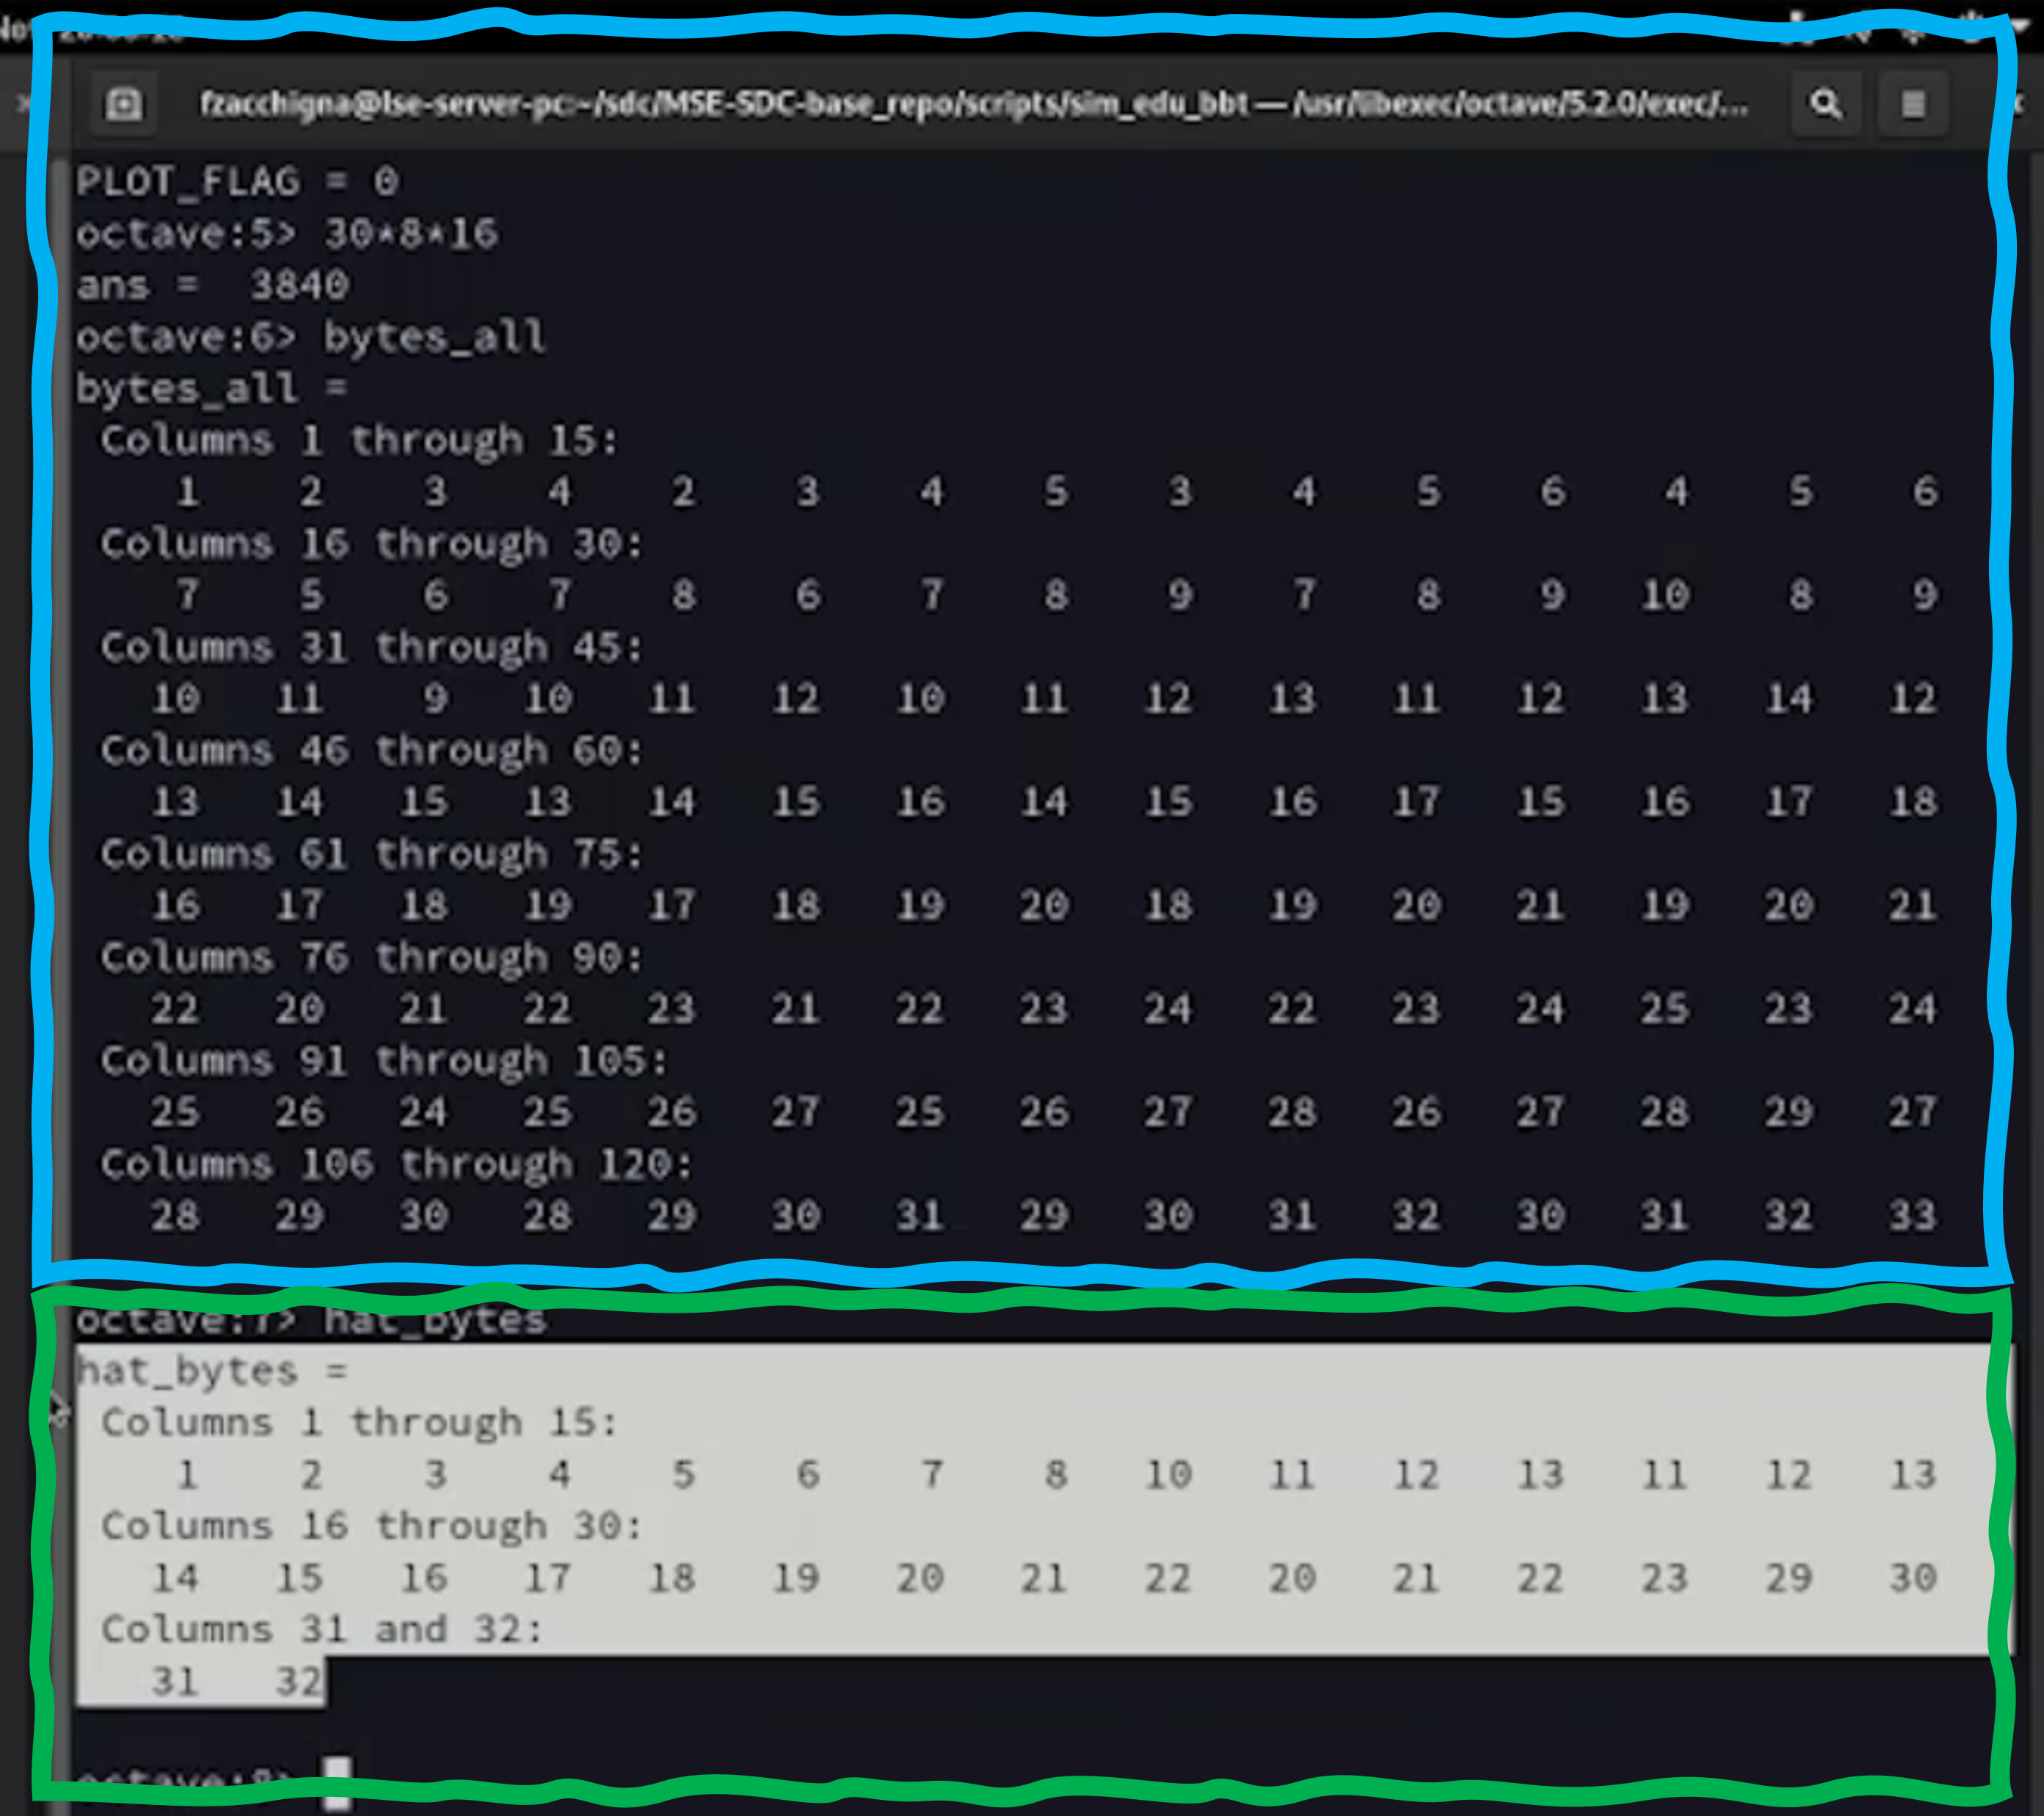 fzacchigna@lse-server-pc:~/sdc/MSE-SDC-base_repo/scripts/sim_edu_bbt — /usr/libexec/octave/5.2.0/exec/...
PLOT_FLAG = 0
octave:5> 30*8*16
ans =  3840
octave:6> bytes_all
bytes_all =
Columns 1 through 15:
1 2 3 4 2 3 4 5 3 4 5 6 4 5 6
Columns 16 through 30:
7 5 6 7 8 6 7 8 9 7 8 9 10 8 9
Columns 31 through 45:
10 11 9 10 11 12 10 11 12 13 11 12 13 14 12
Columns 46 through 60:
13 14 15 13 14 15 16 14 15 16 17 15 16 17 18
Columns 61 through 75:
16 17 18 19 17 18 19 20 18 19 20 21 19 20 21
Columns 76 through 90:
22 20 21 22 23 21 22 23 24 22 23 24 25 23 24
Columns 91 through 105:
25 26 24 25 26 27 25 26 27 28 26 27 28 29 27
Columns 106 through 120:
28 29 30 28 29 30 31 29 30 31 32 30 31 32 33
octave:7> hat_bytes
hat_bytes =
Columns 1 through 15:
1 2 3 4 5 6 7 8 10 11 12 13 11 12 13
Columns 16 through 30:
14 15 16 17 18 19 20 21 22 20 21 22 23 29 30
Columns 31 and 32:
31 32
octave:8>